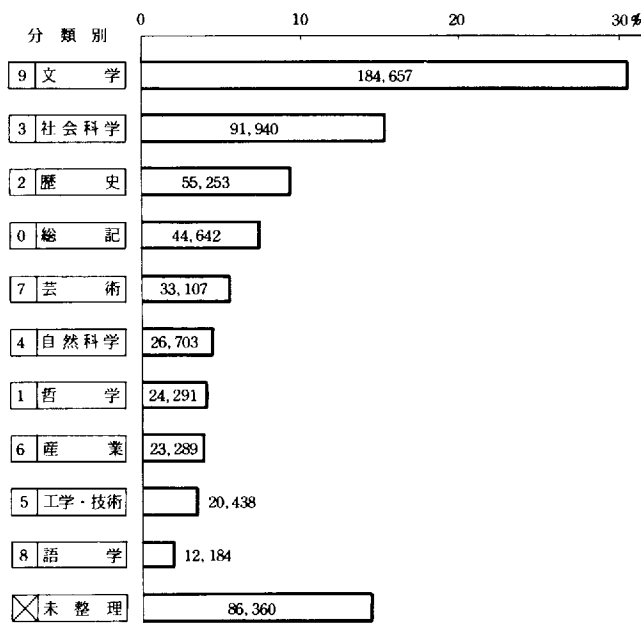 0 10 20 30 %
分類別
9 文学 184,657
3 社会科学 91,940
2 歴史 55,253
0 総記 44,642
7 芸術 33,107
4 自然科学 26,703
1 哲学 24,291
6 産業 23,289
5 工学・技術 20,438
8 語学 12,184
未整理 86,360